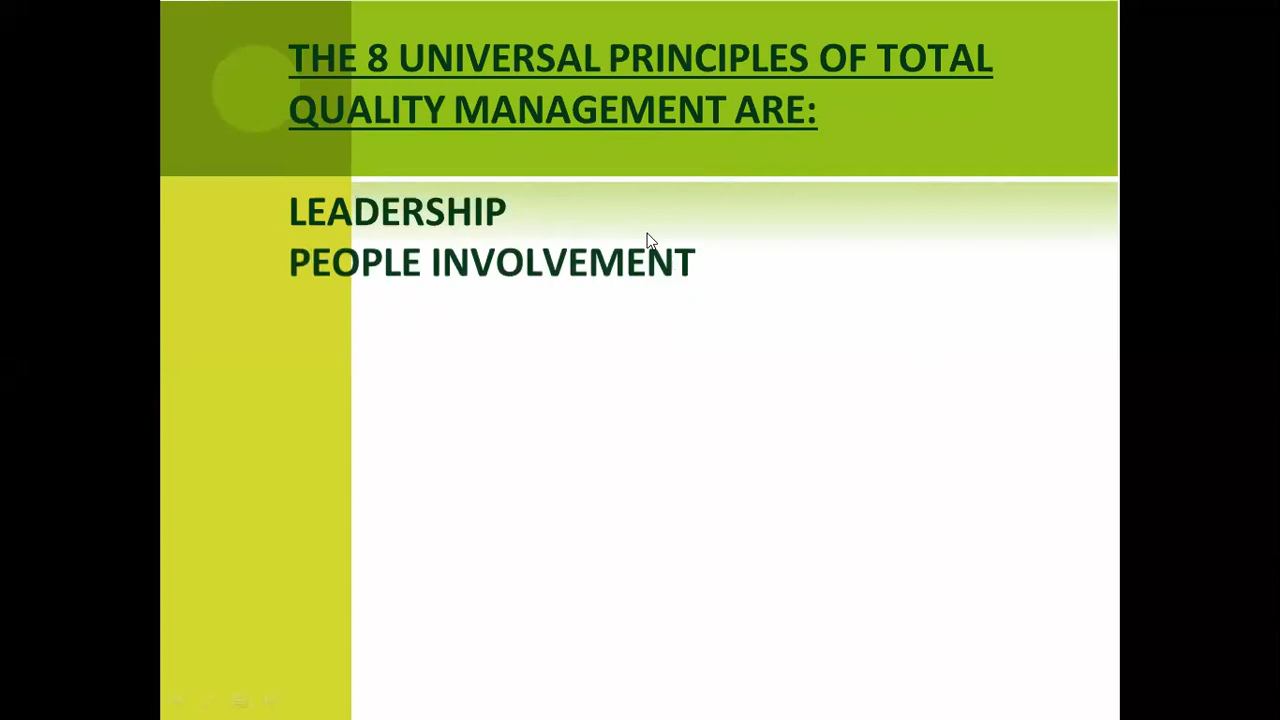 THE 8 UNIVERSAL PRINCIPLES OF TOTAL
QUALITY MANAGEMENT ARE:
LEADERSHIP
PEOPLE INVOLVEMENT